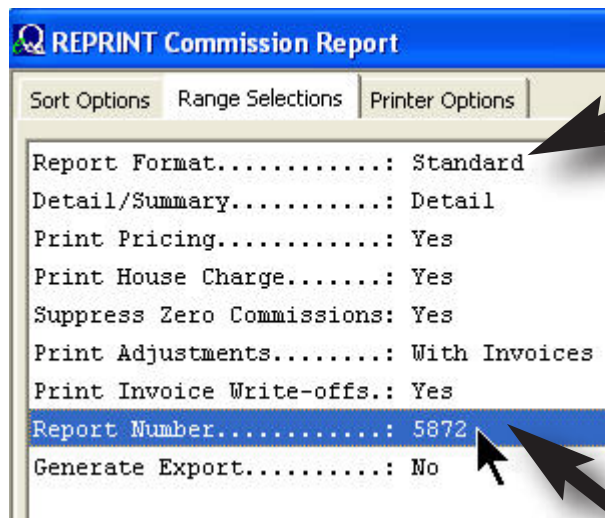 REPRINT Commission Report
Sort Options Range Selections Printer Options
Report Format............: Standard
Detail/Summary...........: Detail
Print Pricing............: Yes
Print House Charge.......: Yes
Suppress Zero Commissions: Yes
Print Adjustments........: With Invoices
Print Invoice Write-offs.: Yes
Report Number............: 5872
Generate Export..........: No